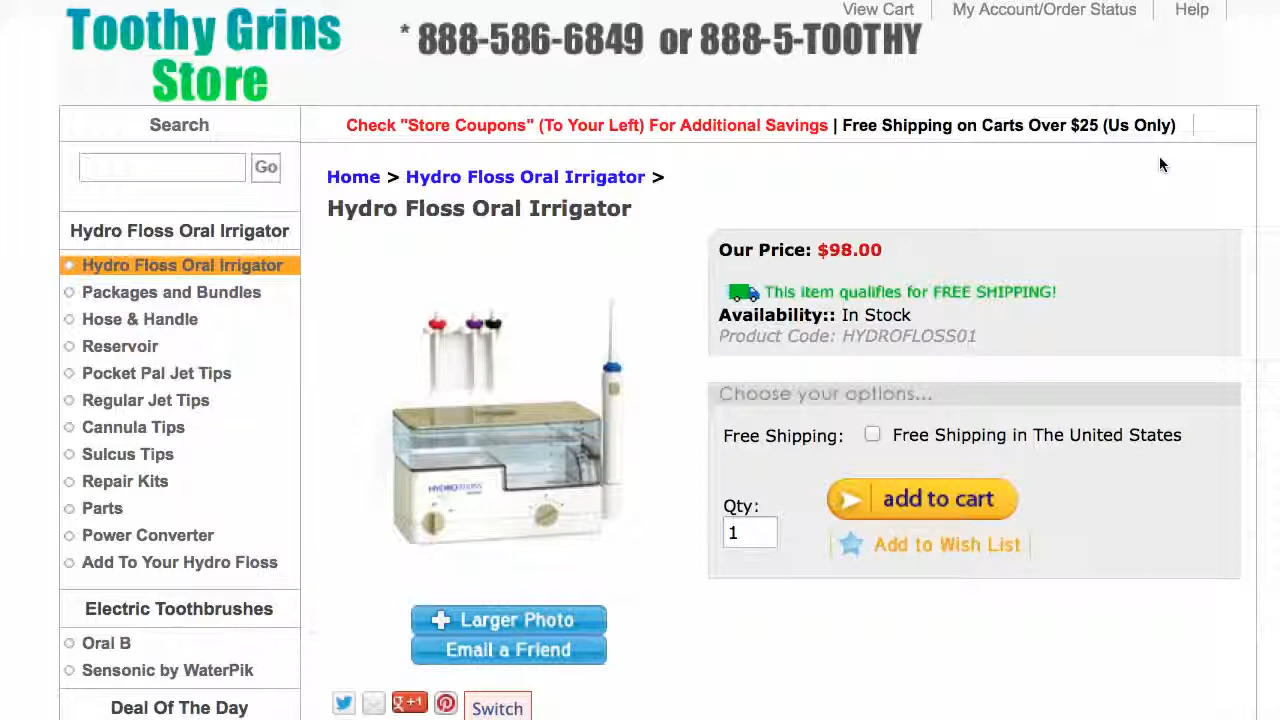 View Cart
My Account/Order Status
Help
Toothy Grins
Store
* 888-586-6849 or 888-5-TOOTHY
Search
Go
Check "Store Coupons" (To Your Left) For Additional Savings | Free Shipping on Carts Over $25 (Us Only)
Hydro Floss Oral Irrigator
Hydro Floss Oral Irrigator
Packages and Bundles
Hose & Handle
Reservoir
Pocket Pal Jet Tips
Regular Jet Tips
Cannula Tips
Sulcus Tips
Repair Kits
Parts
Power Converter
Add To Your Hydro Floss
Electric Toothbrushes
Oral B
Sensonic by WaterPik
Deal Of The Day
Home > Hydro Floss Oral Irrigator >
Hydro Floss Oral Irrigator
HYDRO FLOSS
Larger Photo
Email a Friend
g +1
Switch
Our Price: $98.00
This item qualifies for FREE SHIPPING!
Availability:: In Stock
Product Code: HYDROFLOSS01
Choose your options...
Free Shipping: Free Shipping in The United States
Qty:
1
add to cart
Add to Wish List